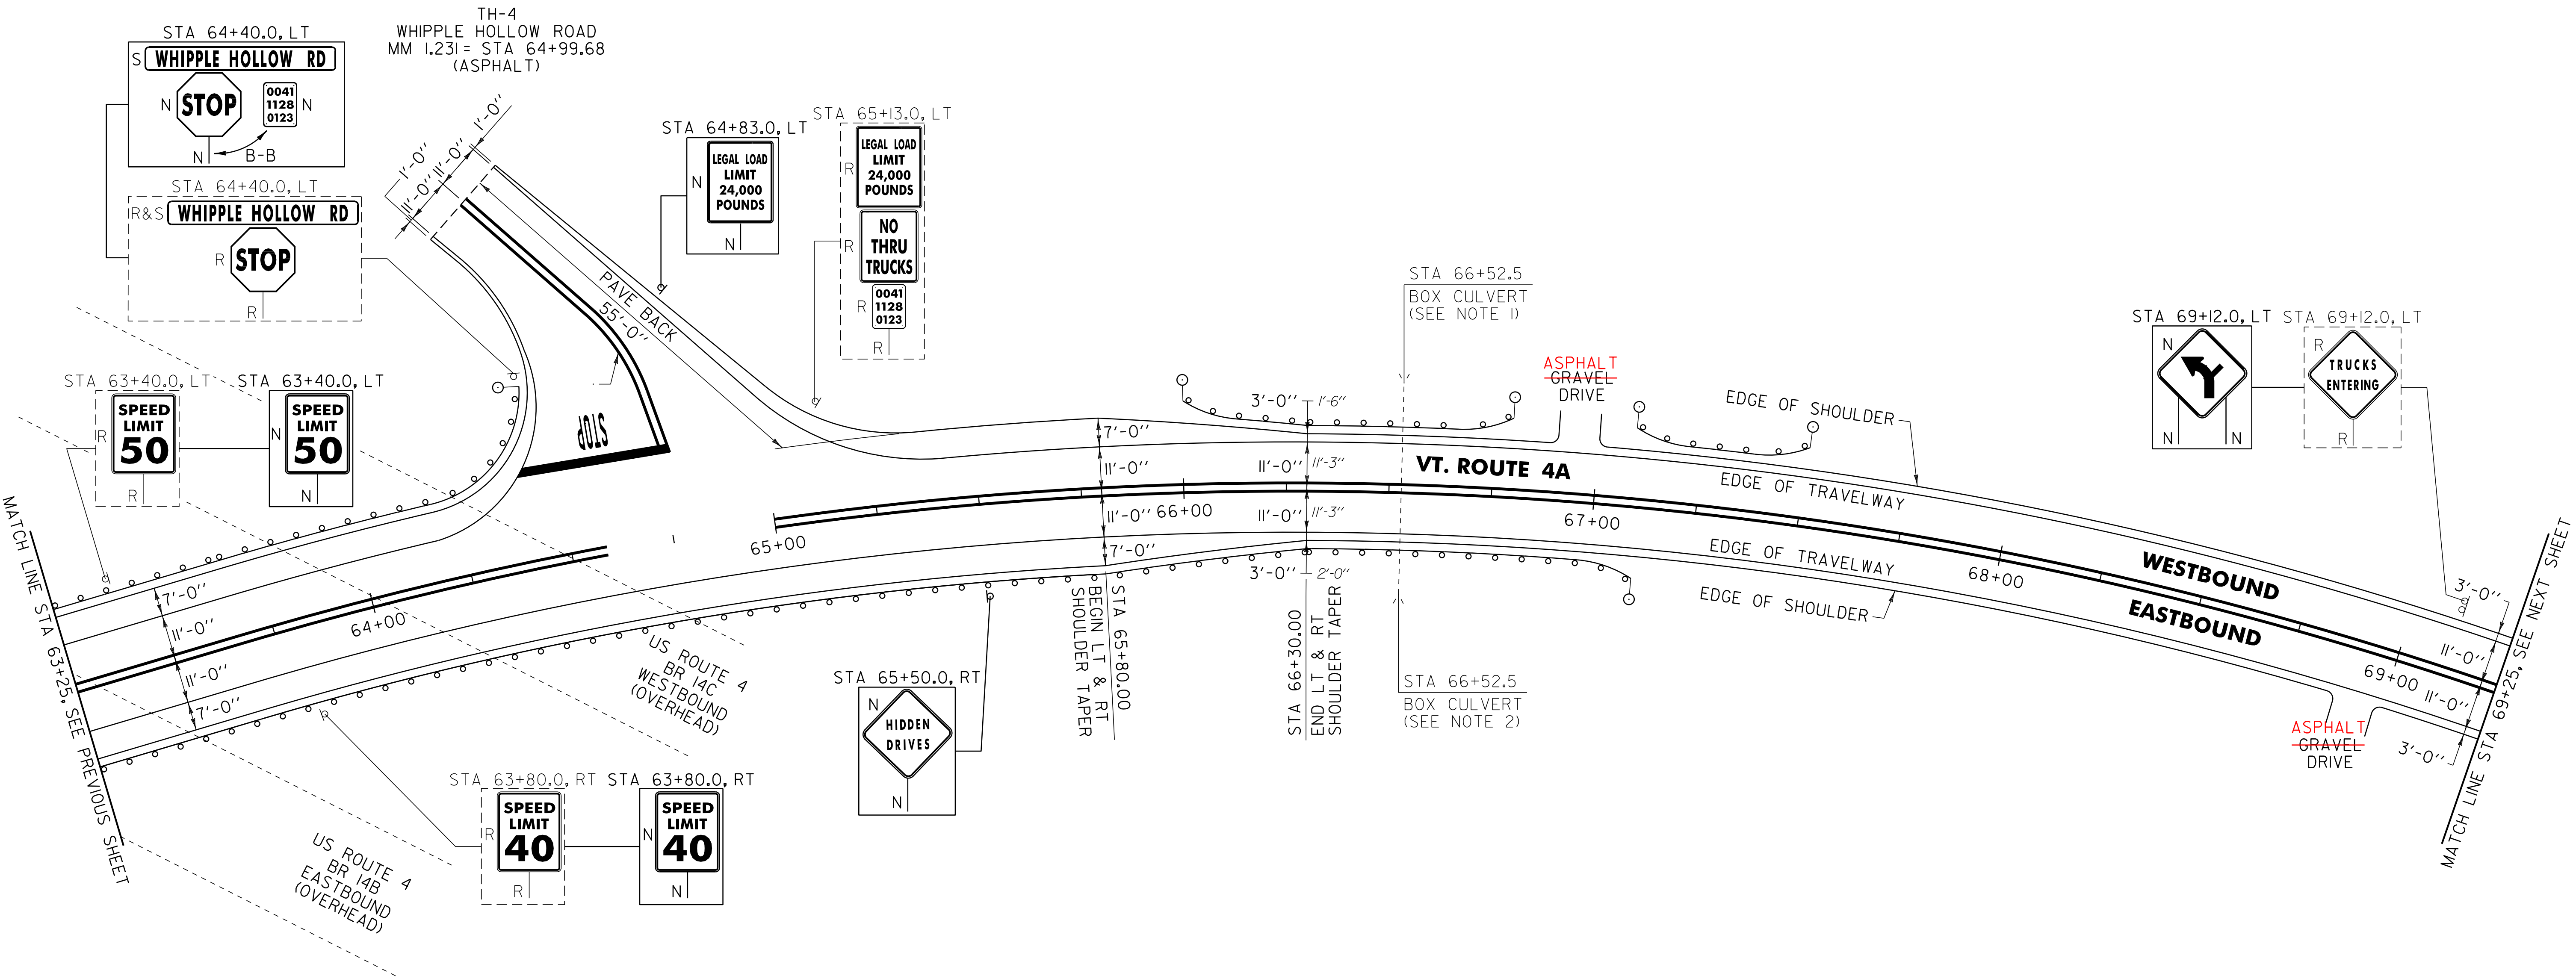 TH-4
WHIPPLE HOLLOW ROAD
MM 1.231 = STA 64+99.68
(ASPHALT)
STA 64+40.0, LT
S WHIPPLE HOLLOW RD
N STOP
0041
1128
0123
N
N
B-B
STA 64+40.0, LT
R&S WHIPPLE HOLLOW RD
R STOP
R
1'-0"
11'-0"
11'-0"
1'-0"
STA 64+83.0, LT
N
LEGAL LOAD
LIMIT
24,000
POUNDS
N
STA 65+13.0, LT
R
LEGAL LOAD
LIMIT
24,000
POUNDS
R
NO
THRU
TRUCKS
R
0041
1128
0123
R
PAVE BACK
55'-0"
STOP
STA 63+40.0, LT
R
SPEED
LIMIT
50
R
STA 63+40.0, LT
N
SPEED
LIMIT
50
N
STA 66+52.5
BOX CULVERT
(SEE NOTE 1)
ASPHALT
GRAVEL
DRIVE
EDGE OF SHOULDER
STA 69+12.0, LT
N
N
N
STA 69+12.0, LT
R
TRUCKS
ENTERING
R
MATCH LINE STA 63+25, SEE PREVIOUS SHEET
7'-0"
11'-0"
11'-0"
7'-0"
64+00
65+00
7'-0"
11'-0"
11'-0"
7'-0"
66+00
3'-0" 1'-6"
11'-0" 11'-3"
11'-0" 11'-3"
3'-0" 2'-0"
VT. ROUTE 4A
67+00
EDGE OF TRAVELWAY
EDGE OF TRAVELWAY
EDGE OF SHOULDER
68+00
WESTBOUND
EASTBOUND
69+00
3'-0"
11'-0"
11'-0"
3'-0"
MATCH LINE STA 69+25, SEE NEXT SHEET
US ROUTE 4
BR 14C
WESTBOUND
(OVERHEAD)
US ROUTE 4
BR 14B
EASTBOUND
(OVERHEAD)
STA 63+80.0, RT
R
SPEED
LIMIT
40
R
STA 63+80.0, RT
N
SPEED
LIMIT
40
N
STA 65+50.0, RT
N
HIDDEN
DRIVES
N
STA 65+80.00
BEGIN LT & RT
SHOULDER TAPER
STA 66+30.00
END LT & RT
SHOULDER TAPER
STA 66+52.5
BOX CULVERT
(SEE NOTE 2)
ASPHALT
GRAVEL
DRIVE